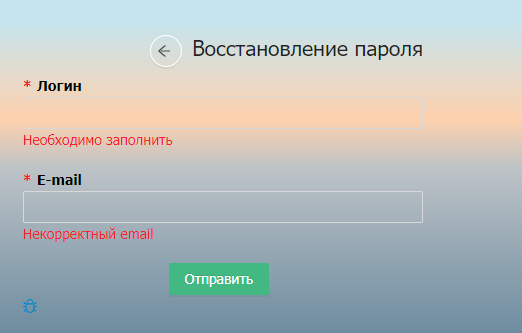 Восстановление пароля
* Логин
Необходимо заполнить
* E-mail
Некорректный email
Отправить